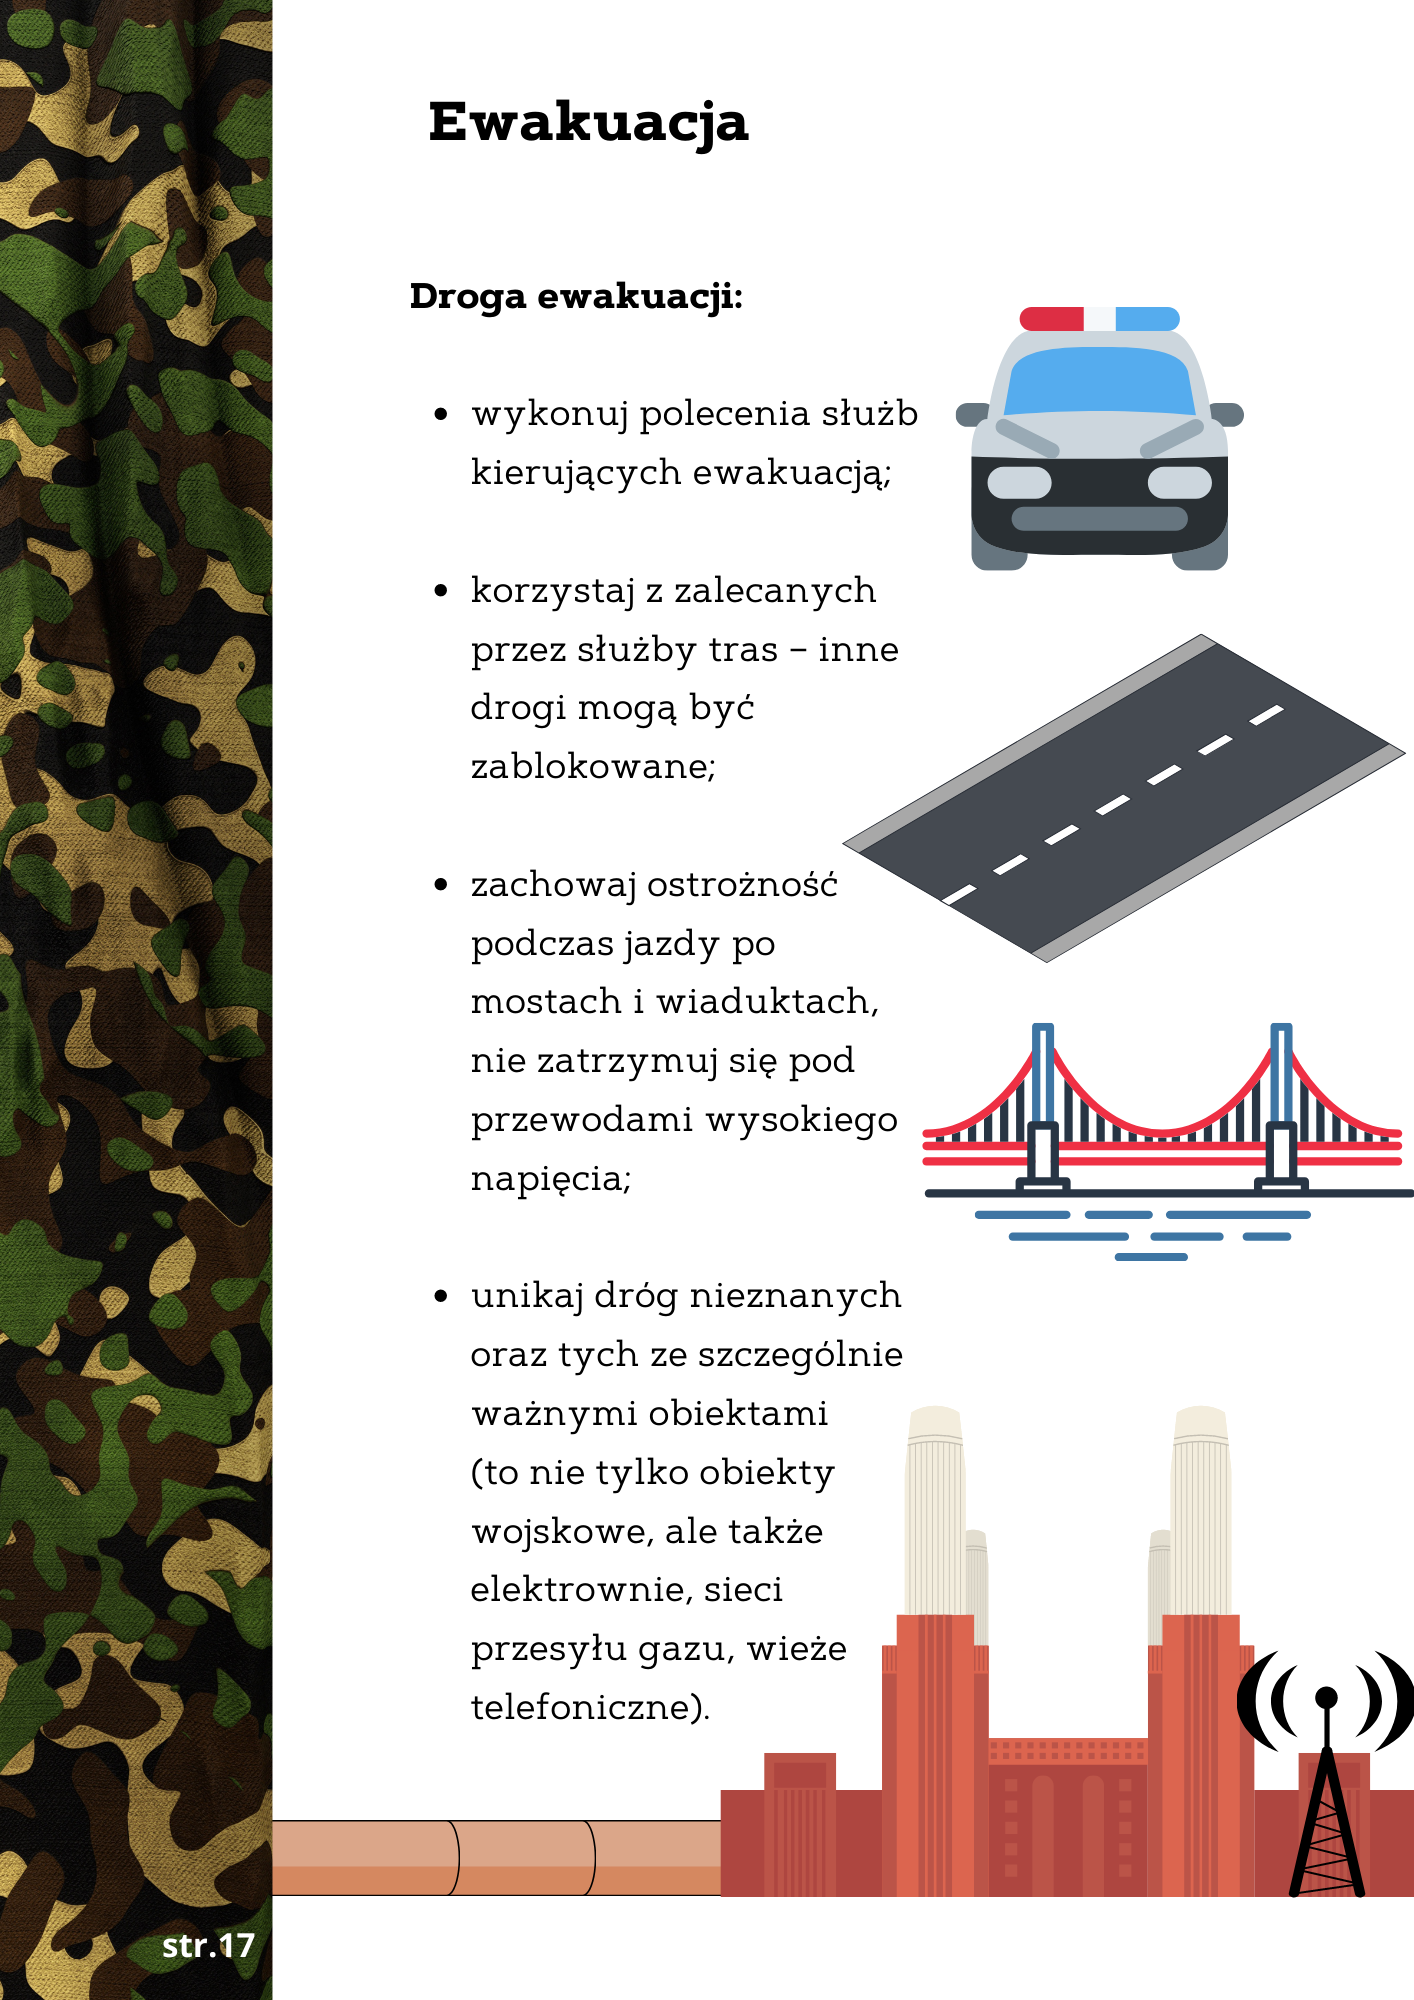 Ewakuacja
Droga ewakuacji:
• wykonuj polecenia służb
kierujących ewakuacją;
• korzystaj z zalecanych
przez służby tras – inne
drogi mogą być
zablokowane;
• zachowaj ostrożność
podczas jazdy po
mostach i wiaduktach,
nie zatrzymuj się pod
przewodami wysokiego
napięcia;
• unikaj dróg nieznanych
oraz tych ze szczególnie
ważnymi obiektami
(to nie tylko obiekty
wojskowe, ale także
elektrownie, sieci
przesyłu gazu, wieże
telefoniczne).
str.17